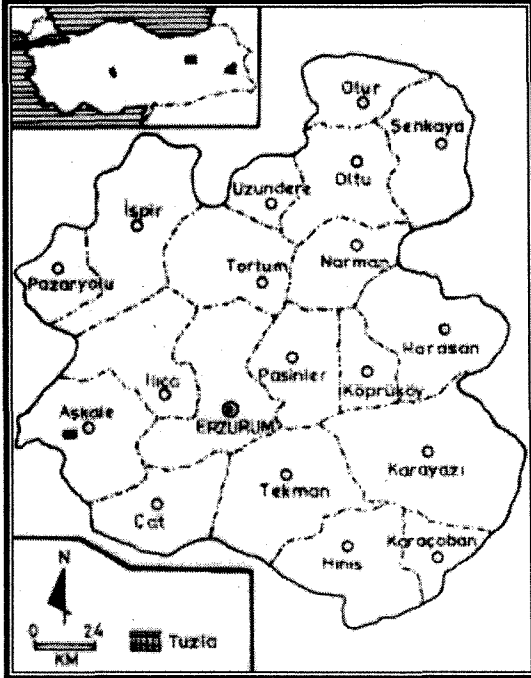 Olur
Şenkaya
Oltu
Uzundere
İspir
Narman
Tortum
Pazaryolu
Horasan
Pasinler
Köprüköy
Ilıca
Aşkale
ERZURUM
Karayazı
Tekman
Çat
Karaçoban
Hınıs
N
0 24
KM
Tuzla